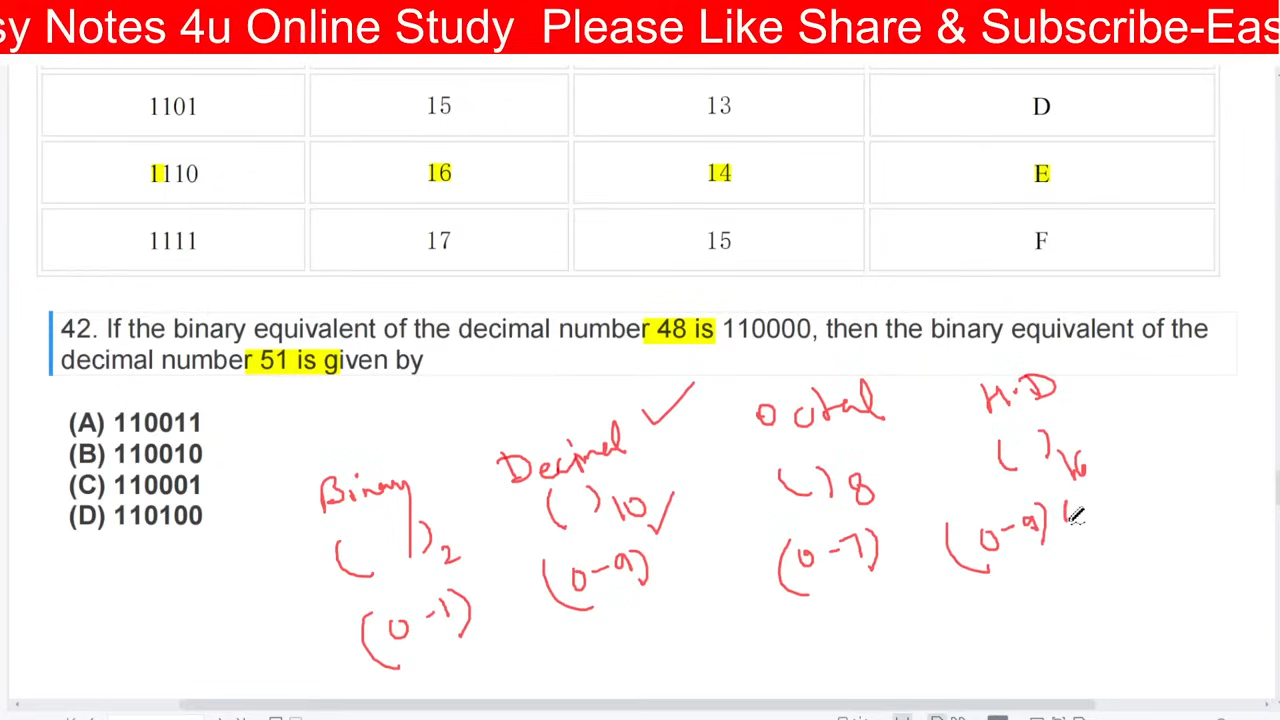 sy Notes 4u Online Study Please Like Share & Subscribe-Eas
1101 15 13 D
1110 16 14 E
1111 17 15 F
42. If the binary equivalent of the decimal number 48 is 110000, then the binary equivalent of the
decimal number 51 is given by
(A) 110011
(B) 110010
(C) 110001
(D) 110100
Binary
( )2
(0-1)
Decimal
( )10
(0-9)
Octal
( )8
(0-7)
H.D
( )16
(0-9) (